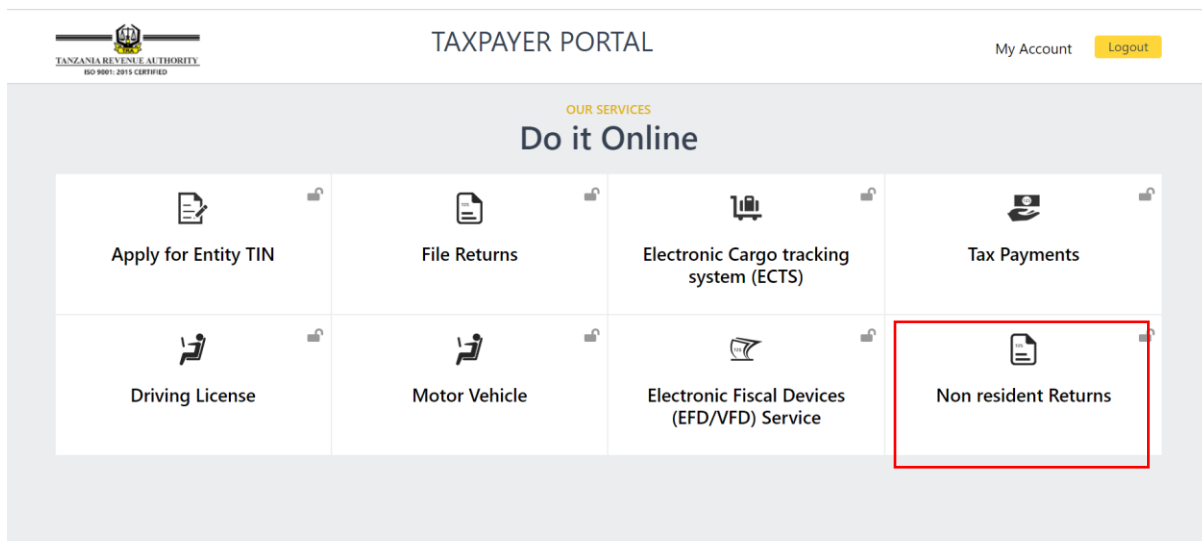 TAXPAYER PORTAL
TANZANIA REVENUE AUTHORITY
ISO 9001: 2015 CERTIFIED
My Account
Logout
OUR SERVICES
Do it Online
Apply for Entity TIN
File Returns
Electronic Cargo tracking
system (ECTS)
Tax Payments
Driving License
Motor Vehicle
Electronic Fiscal Devices
(EFD/VFD) Service
Non resident Returns